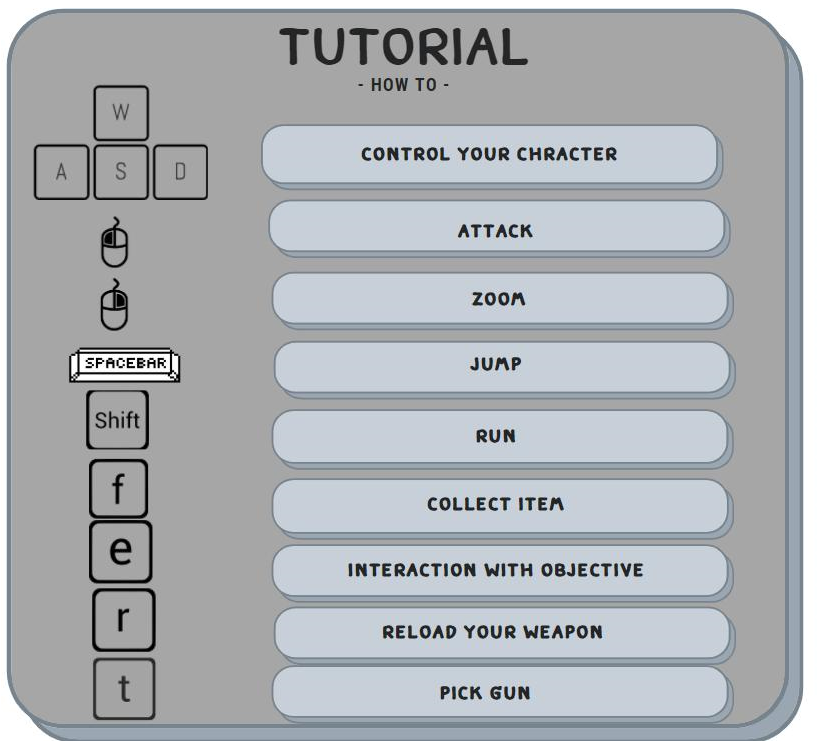 TUTORIAL
- HOW TO -
W
A S D
CONTROL YOUR CHRACTER
ATTACK
ZOOM
SPACEBAR
JUMP
Shift
RUN
f
COLLECT ITEM
e
INTERACTION WITH OBJECTIVE
r
RELOAD YOUR WEAPON
t
PICK GUN